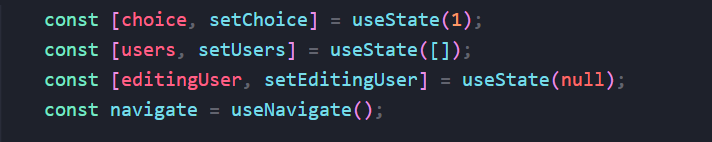 const [choice, setChoice] = useState(1);
const [users, setUsers] = useState([]);
const [editingUser, setEditingUser] = useState(null);
const navigate = useNavigate();